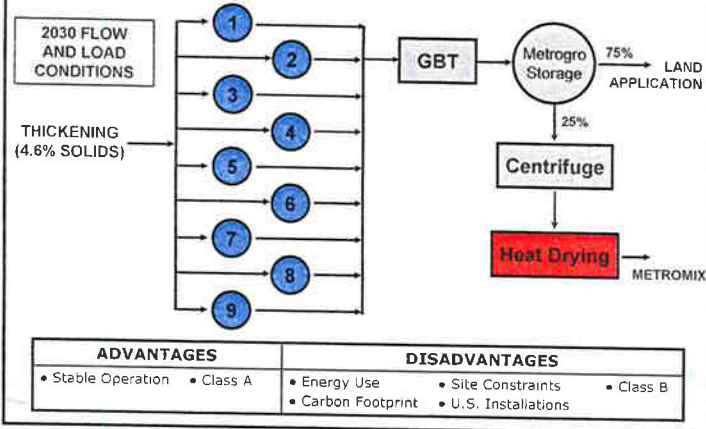 2030 FLOW
AND LOAD
CONDITIONS
THICKENING
(4.6% SOLIDS)
1
2
3
4
5
6
7
8
9
GBT
Metrogro
Storage
75%
LAND
APPLICATION
25%
Centrifuge
Heat Drying
METROMIX
ADVANTAGES
DISADVANTAGES
• Stable Operation • Class A
• Energy Use • Site Constraints • Class B
• Carbon Footprint • U.S. Installations